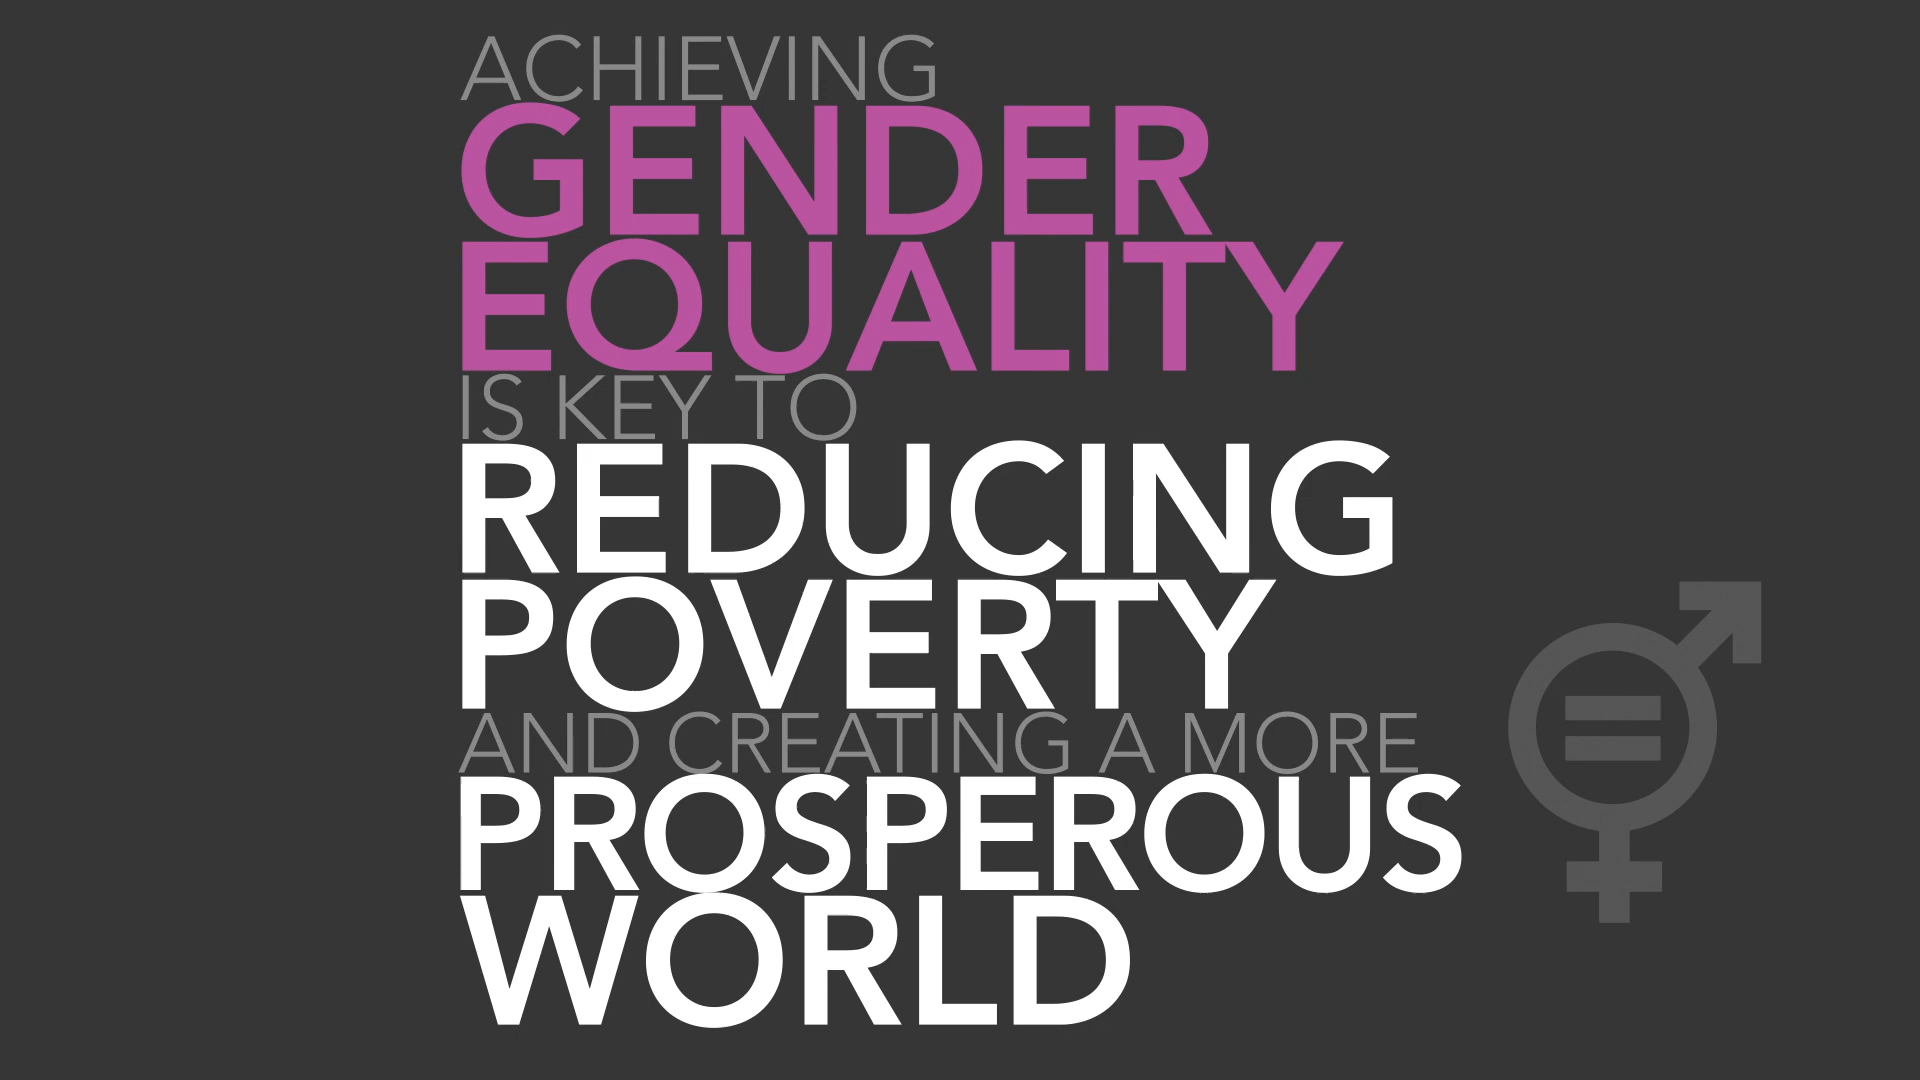 ACHIEVING
GENDER
EQUALITY
IS KEY TO
REDUCING
POVERTY
AND CREATING A MORE
PROSPEROUS
WORLD